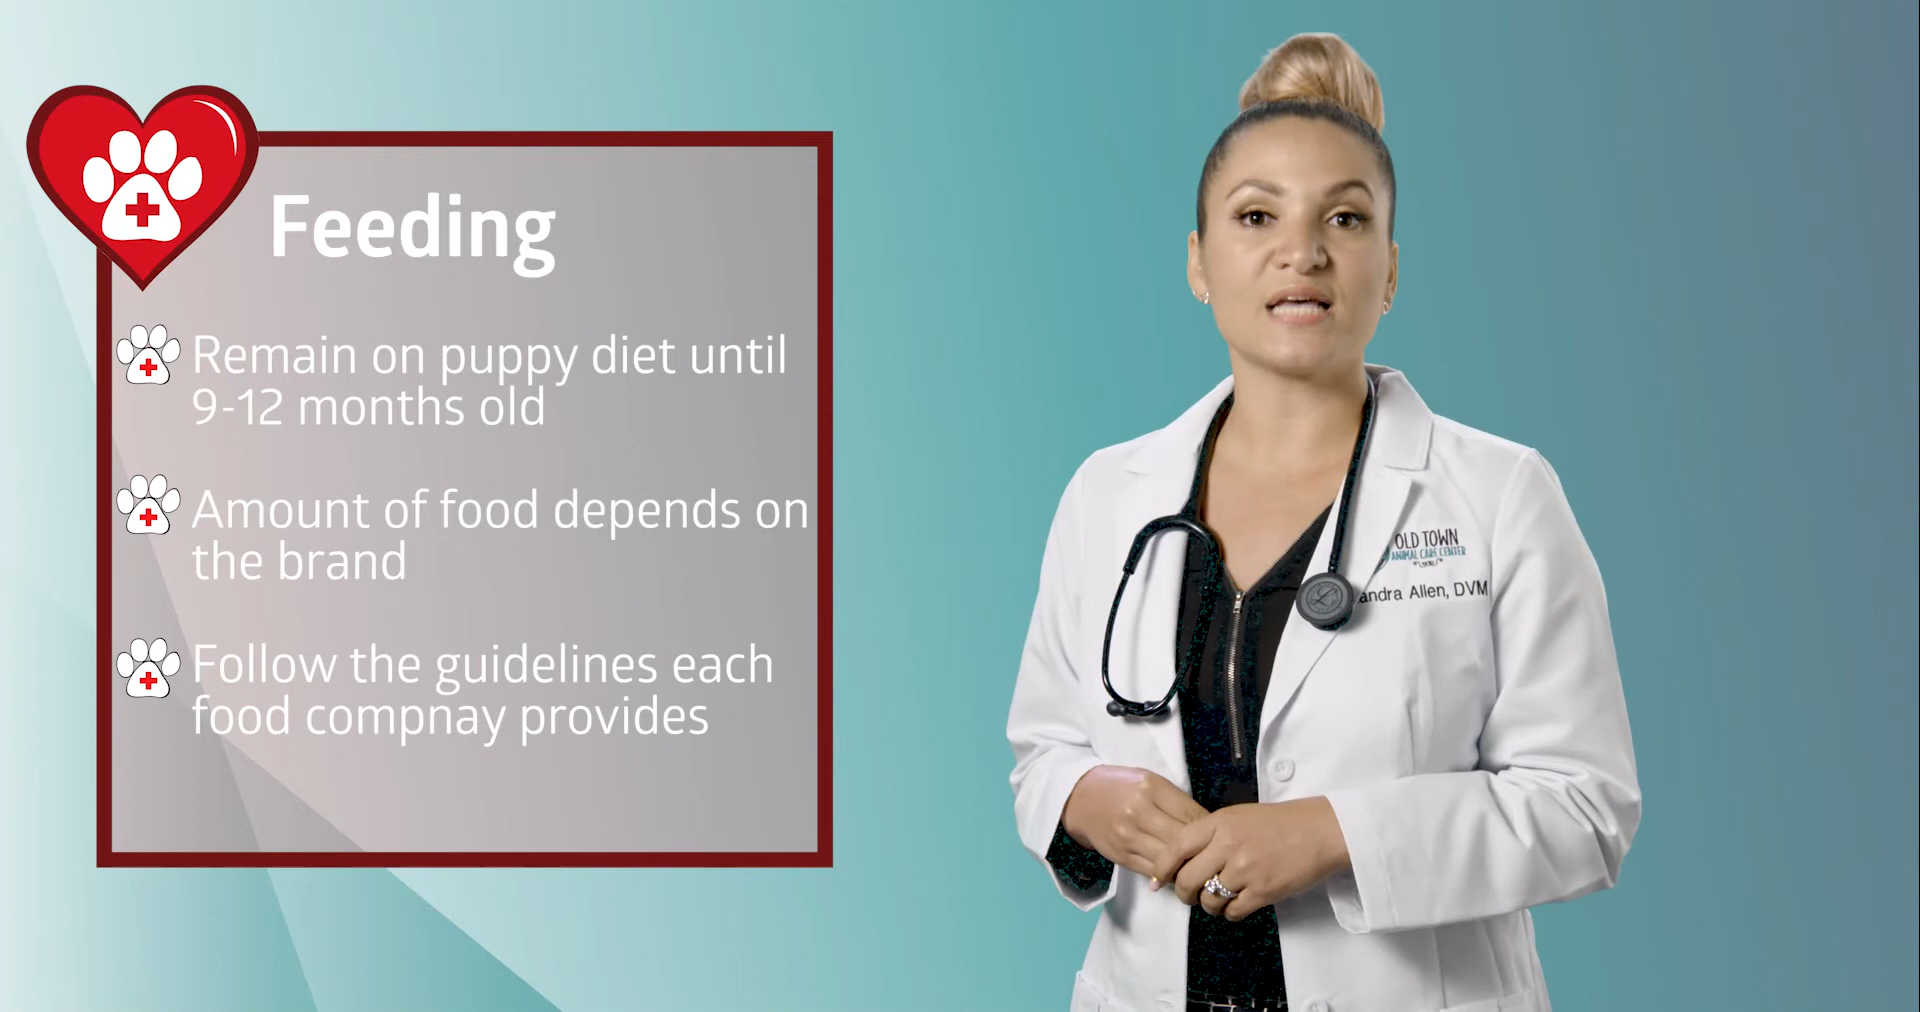 Feeding
Remain on puppy diet until
9-12 months old
Amount of food depends on
the brand
Follow the guidelines each
food compnay provides
OLD TOWN
ANIMAL CARE CENTER
andra Allen, DVM